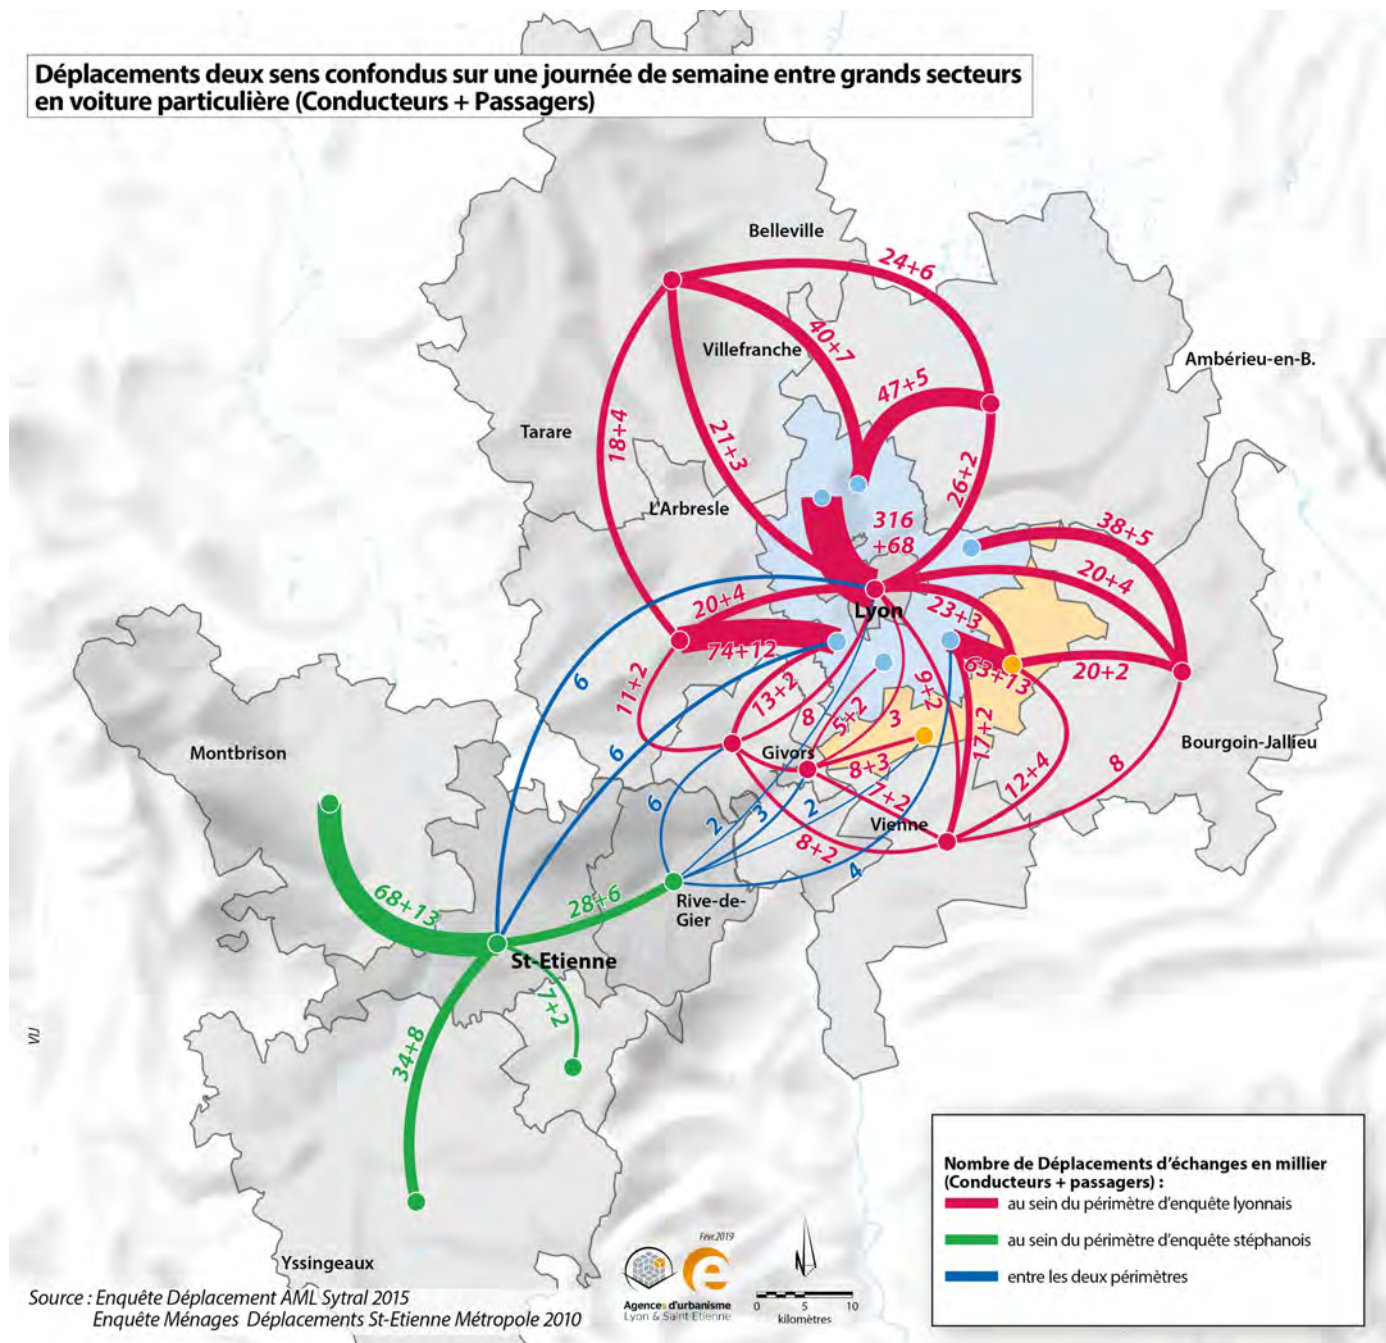 Déplacements deux sens confondus sur une journée de semaine entre grands secteurs
en voiture particulière (Conducteurs + Passagers)
Belleville
24+6
40+7
Villefranche
Ambérieu-en-B.
47+5
18+4
Tarare
21+3
26+2
L'Arbresle
316
+68
38+5
20+4
20+4
23+3
Lyon
74+12
63+13
20+2
6
11+2
13+2
9+2
8
5+2
3
17+2
Montbrison
6
Givors
Bourgoin-Jallieu
8+3
12+4
8
7+2
6
2
3
2
Vienne
8+2
4
68+13
28+6
Rive-de-
Gier
St-Etienne
7+2
34+8
VIJ
Yssingeaux
Source : Enquête Déplacement AML Sytral 2015
Enquête Ménages Déplacements St-Etienne Métropole 2010
Févr.2019
e
Agences d'urbanisme
Lyon & Saint-Etienne
N
0 5 10
kilomètres
Nombre de Déplacements d'échanges en millier
(Conducteurs + passagers) :
au sein du périmètre d'enquête lyonnais
au sein du périmètre d'enquête stéphanois
entre les deux périmètres